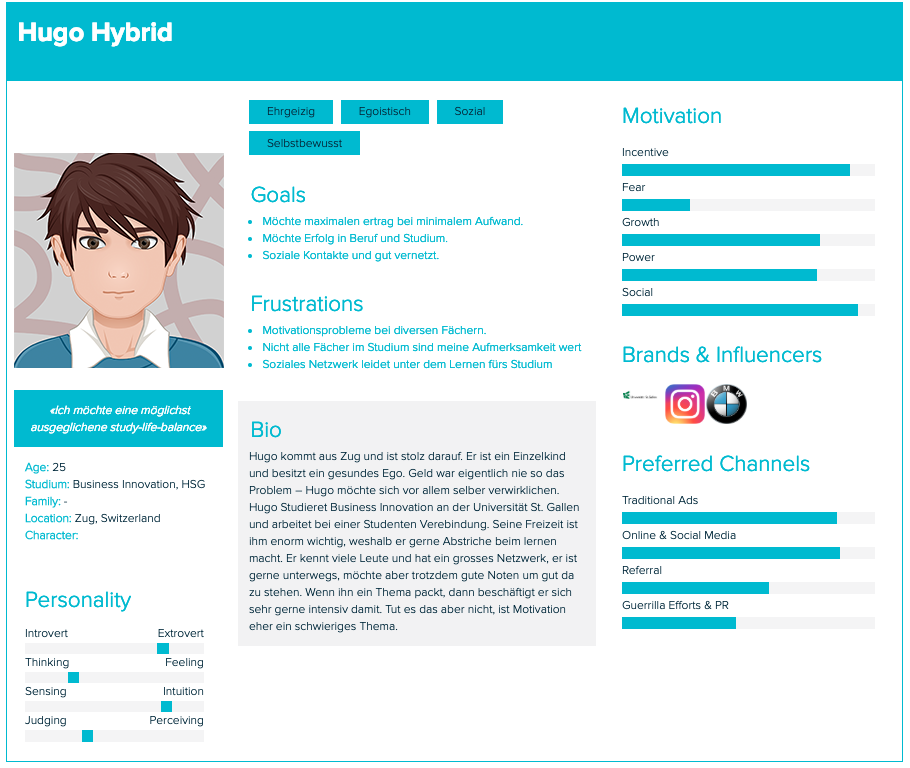 Hugo Hybrid
Ehrgeizig
Egoistisch
Sozial
Selbstbewusst
«Ich möchte eine möglichst
ausgeglichene study-life-balance»
Age: 25
Studium: Business Innovation, HSG
Family: -
Location: Zug, Switzerland
Character:
Personality
Introvert Extrovert
Thinking Feeling
Sensing Intuition
Judging Perceiving
Goals
Möchte maximalen ertrag bei minimalem Aufwand.
Möchte Erfolg in Beruf und Studium.
Soziale Kontakte und gut vernetzt.
Frustrations
Motivationsprobleme bei diversen Fächern.
Nicht alle Fächer im Studium sind meine Aufmerksamkeit wert
Soziales Netzwerk leidet unter dem Lernen fürs Studium
Bio
Hugo kommt aus Zug und ist stolz darauf. Er ist ein Einzelkind
und besitzt ein gesundes Ego. Geld war eigentlich nie so das
Problem – Hugo möchte sich vor allem selber verwirklichen.
Hugo Studieret Business Innovation an der Universität St. Gallen
und arbeitet bei einer Studenten Verebindung. Seine Freizeit ist
ihm enorm wichtig, weshalb er gerne Abstriche beim lernen
macht. Er kennt viele Leute und hat ein grosses Netzwerk, er ist
gerne unterwegs, möchte aber trotzdem gute Noten um gut da
zu stehen. Wenn ihn ein Thema packt, dann beschäftigt er sich
sehr gerne intensiv damit. Tut es das aber nicht, ist Motivation
eher ein schwieriges Thema.
Motivation
Incentive
Fear
Growth
Power
Social
Brands & Influencers
BMW
Preferred Channels
Traditional Ads
Online & Social Media
Referral
Guerrilla Efforts & PR